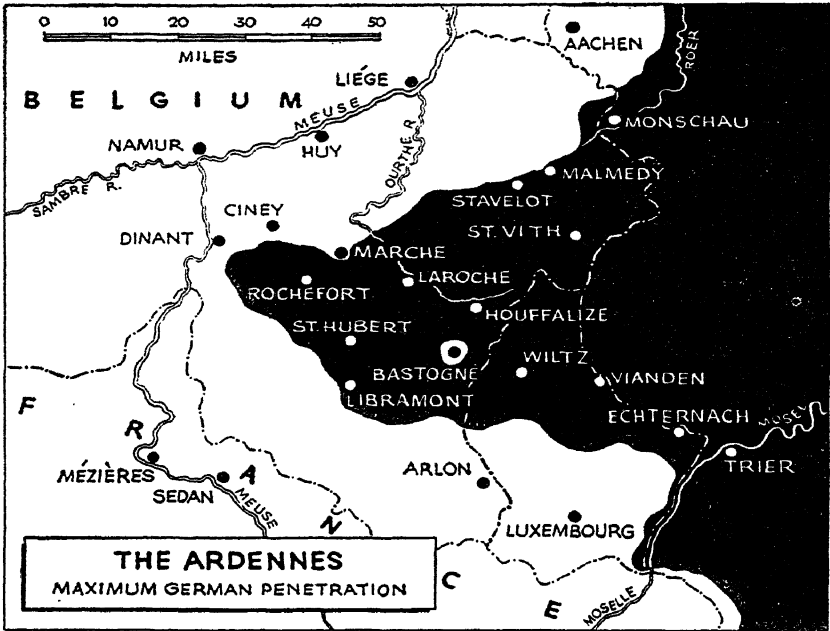 0 10 20 30 40 50
MILES
AACHEN
ROER
LIÉGE
BELGIUM
MEUSE
MONSCHAU
NAMUR
HUY
OURTHE R.
MALMEDY
SAMBRE R.
STAVELOT
CINEY
ST.VITH
DINANT
MARCHE
LAROCHE
ROCHEFORT
HOUFFALIZE
ST.HUBERT
WILTZ
BASTOGNE
VIANDEN
LIBRAMONT
ECHTERNACH
MOSEL
FRANCE
TRIER
MÉZIÈRES
ARLON
SEDAN
MEUSE
LUXEMBOURG
THE ARDENNES
MAXIMUM GERMAN PENETRATION
MOSELLE